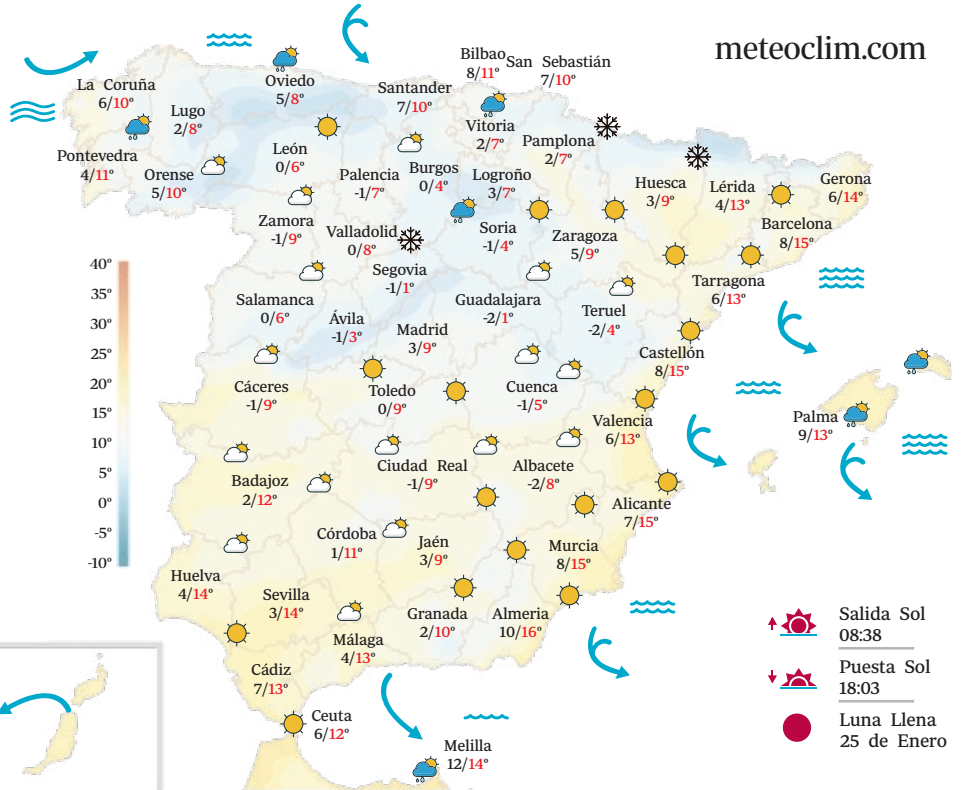 meteoclim.com
Bilbao
8/11°
San Sebastián
7/10°
La Coruña
6/10°
Oviedo
5/8°
Santander
7/10°
Lugo
2/8°
Vitoria
2/7°
Pamplona
2/7°
Pontevedra
4/11°
Orense
5/10°
León
0/6°
Palencia
-1/7°
Burgos
0/4°
Logroño
3/7°
Huesca
3/9°
Lérida
4/13°
Gerona
6/14°
Zamora
-1/9°
Valladolid
0/8°
Soria
-1/4°
Zaragoza
5/9°
Barcelona
8/15°
Segovia
-1/1°
Tarragona
6/13°
Salamanca
0/6°
Ávila
-1/3°
Guadalajara
-2/1°
Teruel
-2/4°
Madrid
3/9°
Castellón
8/15°
Cáceres
-1/9°
Toledo
0/9°
Cuenca
-1/5°
Valencia
6/13°
Palma
9/13°
Badajoz
2/12°
Ciudad Real
-1/9°
Albacete
-2/8°
Alicante
7/15°
Córdoba
1/11°
Jaén
3/9°
Murcia
8/15°
Huelva
4/14°
Sevilla
3/14°
Granada
2/10°
Almeria
10/16°
Málaga
4/13°
Cádiz
7/13°
Ceuta
6/12°
Melilla
12/14°
40°
35°
30°
25°
20°
15°
10°
5°
0°
-5°
-10°
Salida Sol
08:38
Puesta Sol
18:03
Luna Llena
25 de Enero